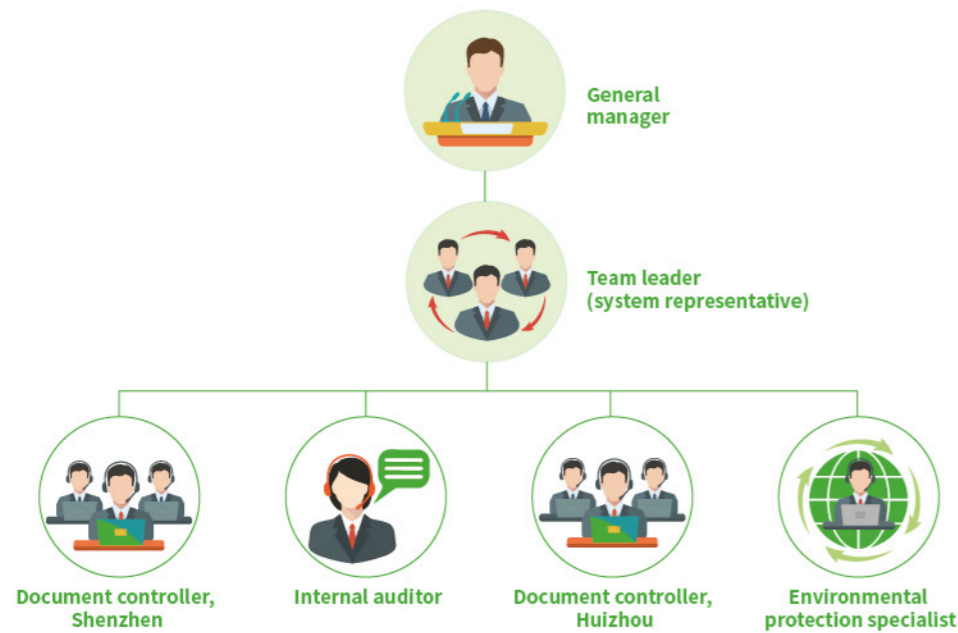 General
manager
Team leader
(system representative)
Document controller,
Shenzhen
Internal auditor
Document controller,
Huizhou
Environmental
protection specialist